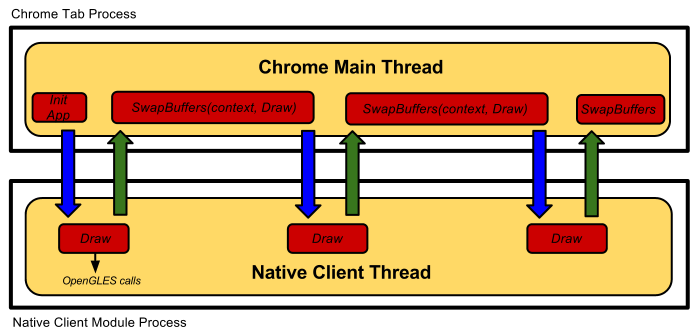 Chrome Tab Process
Chrome Main Thread
Init
App
SwapBuffers(context, Draw)
SwapBuffers(context, Draw)
SwapBuffers
Draw
Draw
Draw
OpenGLES calls
Native Client Thread
Native Client Module Process